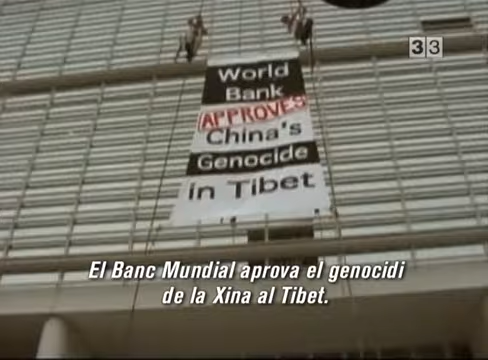 33
World
Bank
APPROVES
China's
Genocide
in Tibet
El Banc Mundial aprova el genocidi
de la Xina al Tibet.